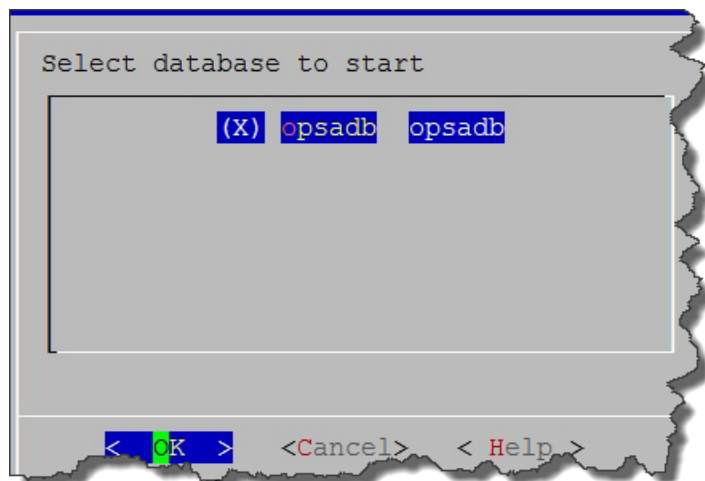 Select database to start
(X) opsadb opsadb
< OK > <Cancel> < Help >